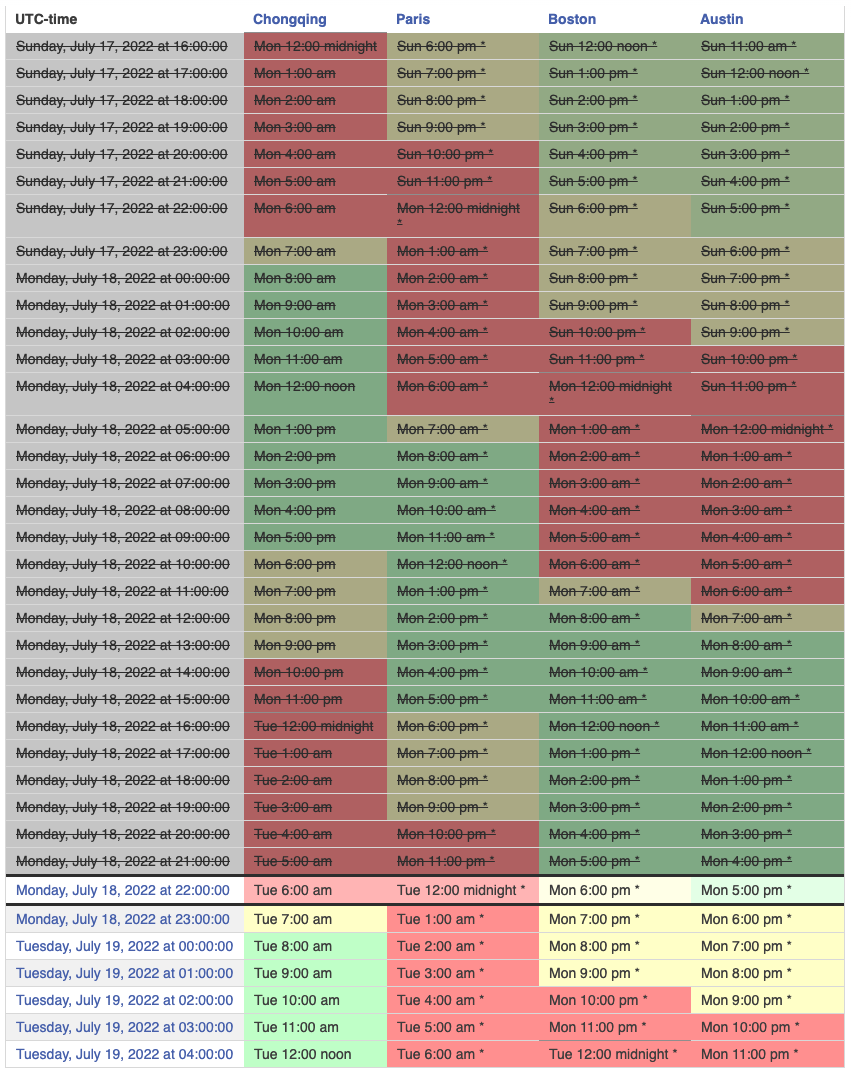 UTC-time Chongqing Paris Boston Austin
Sunday, July 17, 2022 at 16:00:00 Mon 12:00 midnight Sun 6:00 pm * Sun 12:00 noon * Sun 11:00 am *
Sunday, July 17, 2022 at 17:00:00 Mon 1:00 am Sun 7:00 pm * Sun 1:00 pm * Sun 12:00 noon *
Sunday, July 17, 2022 at 18:00:00 Mon 2:00 am Sun 8:00 pm * Sun 2:00 pm * Sun 1:00 pm *
Sunday, July 17, 2022 at 19:00:00 Mon 3:00 am Sun 9:00 pm * Sun 3:00 pm * Sun 2:00 pm *
Sunday, July 17, 2022 at 20:00:00 Mon 4:00 am Sun 10:00 pm * Sun 4:00 pm * Sun 3:00 pm *
Sunday, July 17, 2022 at 21:00:00 Mon 5:00 am Sun 11:00 pm * Sun 5:00 pm * Sun 4:00 pm *
Sunday, July 17, 2022 at 22:00:00 Mon 6:00 am Mon 12:00 midnight Sun 6:00 pm * Sun 5:00 pm *
*
Sunday, July 17, 2022 at 23:00:00 Mon 7:00 am Mon 1:00 am * Sun 7:00 pm * Sun 6:00 pm *
Monday, July 18, 2022 at 00:00:00 Mon 8:00 am Mon 2:00 am * Sun 8:00 pm * Sun 7:00 pm *
Monday, July 18, 2022 at 01:00:00 Mon 9:00 am Mon 3:00 am * Sun 9:00 pm * Sun 8:00 pm *
Monday, July 18, 2022 at 02:00:00 Mon 10:00 am Mon 4:00 am * Sun 10:00 pm * Sun 9:00 pm *
Monday, July 18, 2022 at 03:00:00 Mon 11:00 am Mon 5:00 am * Sun 11:00 pm * Sun 10:00 pm *
Monday, July 18, 2022 at 04:00:00 Mon 12:00 noon Mon 6:00 am * Mon 12:00 midnight Sun 11:00 pm *
*
Monday, July 18, 2022 at 05:00:00 Mon 1:00 pm Mon 7:00 am * Mon 1:00 am * Mon 12:00 midnight *
Monday, July 18, 2022 at 06:00:00 Mon 2:00 pm Mon 8:00 am * Mon 2:00 am * Mon 1:00 am *
Monday, July 18, 2022 at 07:00:00 Mon 3:00 pm Mon 9:00 am * Mon 3:00 am * Mon 2:00 am *
Monday, July 18, 2022 at 08:00:00 Mon 4:00 pm Mon 10:00 am * Mon 4:00 am * Mon 3:00 am *
Monday, July 18, 2022 at 09:00:00 Mon 5:00 pm Mon 11:00 am * Mon 5:00 am * Mon 4:00 am *
Monday, July 18, 2022 at 10:00:00 Mon 6:00 pm Mon 12:00 noon * Mon 6:00 am * Mon 5:00 am *
Monday, July 18, 2022 at 11:00:00 Mon 7:00 pm Mon 1:00 pm * Mon 7:00 am * Mon 6:00 am *
Monday, July 18, 2022 at 12:00:00 Mon 8:00 pm Mon 2:00 pm * Mon 8:00 am * Mon 7:00 am *
Monday, July 18, 2022 at 13:00:00 Mon 9:00 pm Mon 3:00 pm * Mon 9:00 am * Mon 8:00 am *
Monday, July 18, 2022 at 14:00:00 Mon 10:00 pm Mon 4:00 pm * Mon 10:00 am * Mon 9:00 am *
Monday, July 18, 2022 at 15:00:00 Mon 11:00 pm Mon 5:00 pm * Mon 11:00 am * Mon 10:00 am *
Monday, July 18, 2022 at 16:00:00 Tue 12:00 midnight Mon 6:00 pm * Mon 12:00 noon * Mon 11:00 am *
Monday, July 18, 2022 at 17:00:00 Tue 1:00 am Mon 7:00 pm * Mon 1:00 pm * Mon 12:00 noon *
Monday, July 18, 2022 at 18:00:00 Tue 2:00 am Mon 8:00 pm * Mon 2:00 pm * Mon 1:00 pm *
Monday, July 18, 2022 at 19:00:00 Tue 3:00 am Mon 9:00 pm * Mon 3:00 pm * Mon 2:00 pm *
Monday, July 18, 2022 at 20:00:00 Tue 4:00 am Mon 10:00 pm * Mon 4:00 pm * Mon 3:00 pm *
Monday, July 18, 2022 at 21:00:00 Tue 5:00 am Mon 11:00 pm * Mon 5:00 pm * Mon 4:00 pm *
Monday, July 18, 2022 at 22:00:00 Tue 6:00 am Tue 12:00 midnight * Mon 6:00 pm * Mon 5:00 pm *
Monday, July 18, 2022 at 23:00:00 Tue 7:00 am Tue 1:00 am * Mon 7:00 pm * Mon 6:00 pm *
Tuesday, July 19, 2022 at 00:00:00 Tue 8:00 am Tue 2:00 am * Mon 8:00 pm * Mon 7:00 pm *
Tuesday, July 19, 2022 at 01:00:00 Tue 9:00 am Tue 3:00 am * Mon 9:00 pm * Mon 8:00 pm *
Tuesday, July 19, 2022 at 02:00:00 Tue 10:00 am Tue 4:00 am * Mon 10:00 pm * Mon 9:00 pm *
Tuesday, July 19, 2022 at 03:00:00 Tue 11:00 am Tue 5:00 am * Mon 11:00 pm * Mon 10:00 pm *
Tuesday, July 19, 2022 at 04:00:00 Tue 12:00 noon Tue 6:00 am * Tue 12:00 midnight * Mon 11:00 pm *